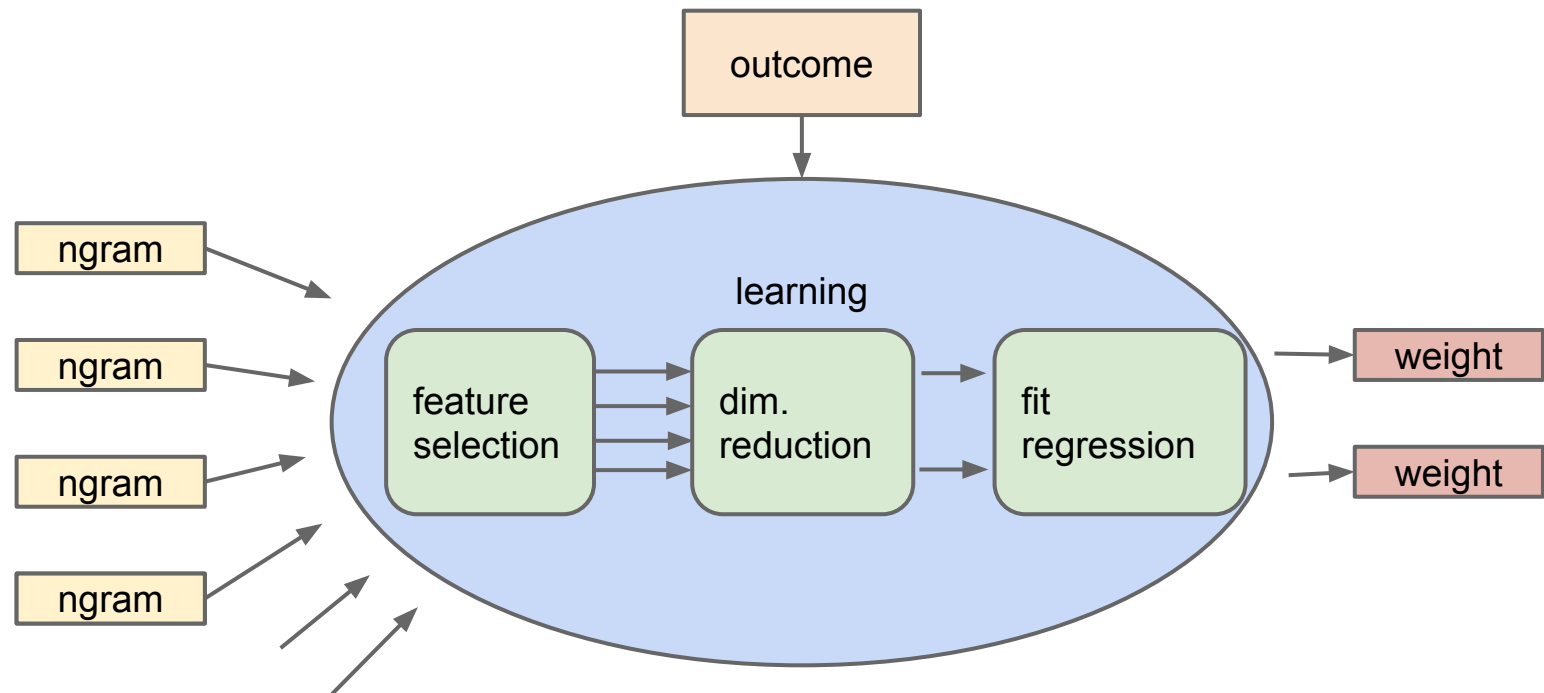 outcome
ngram
ngram
ngram
ngram
learning
feature
selection
dim.
reduction
fit
regression
weight
weight